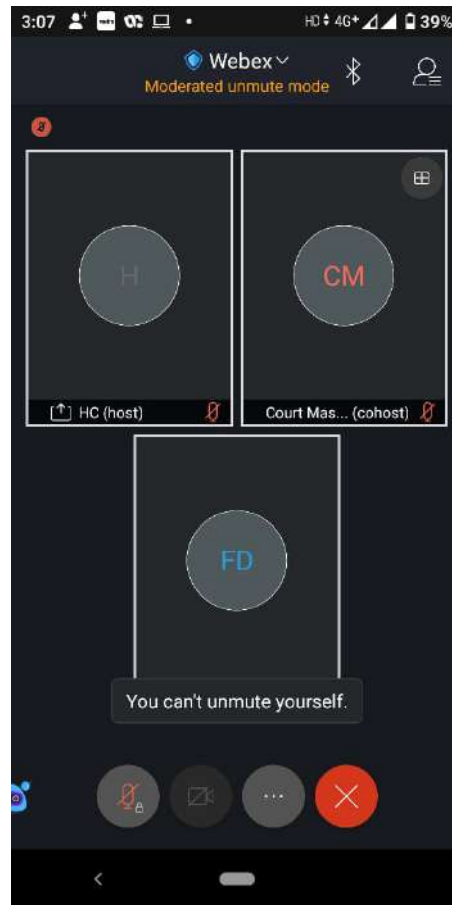 3:07 HD 4G+ 39%
Webex
Moderated unmute mode
H
CM
HC (host)
Court Mas... (cohost)
FD
You can't unmute yourself.